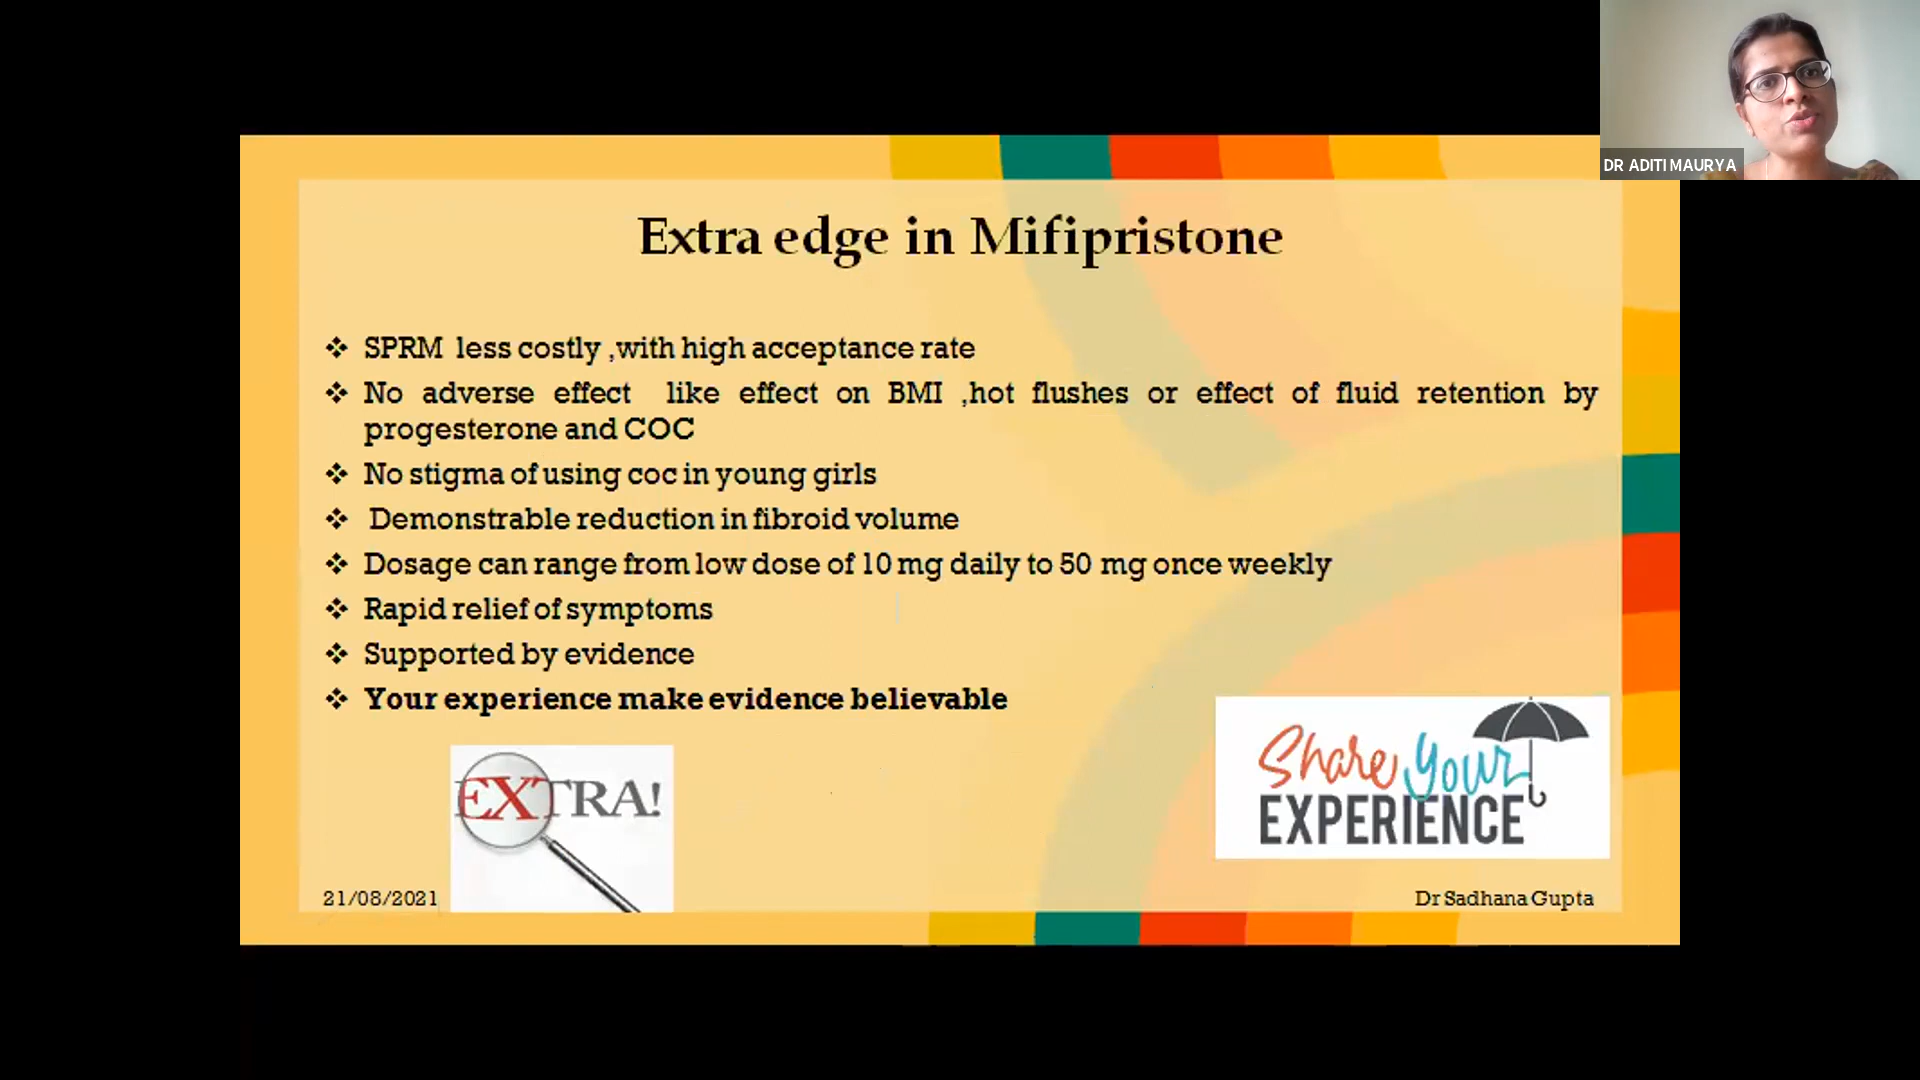 DR ADITI MAURYA
Extra edge in Mifipristone
❖ SPRM less costly ,with high acceptance rate
❖ No adverse effect like effect on BMI ,hot flushes or effect of fluid retention by
progesterone and COC
❖ No stigma of using coc in young girls
❖ Demonstrable reduction in fibroid volume
❖ Dosage can range from low dose of 10 mg daily to 50 mg once weekly
❖ Rapid relief of symptoms
❖ Supported by evidence
❖ Your experience make evidence believable
EXTRA!
Share Your
EXPERIENCE
21/08/2021
Dr Sadhana Gupta